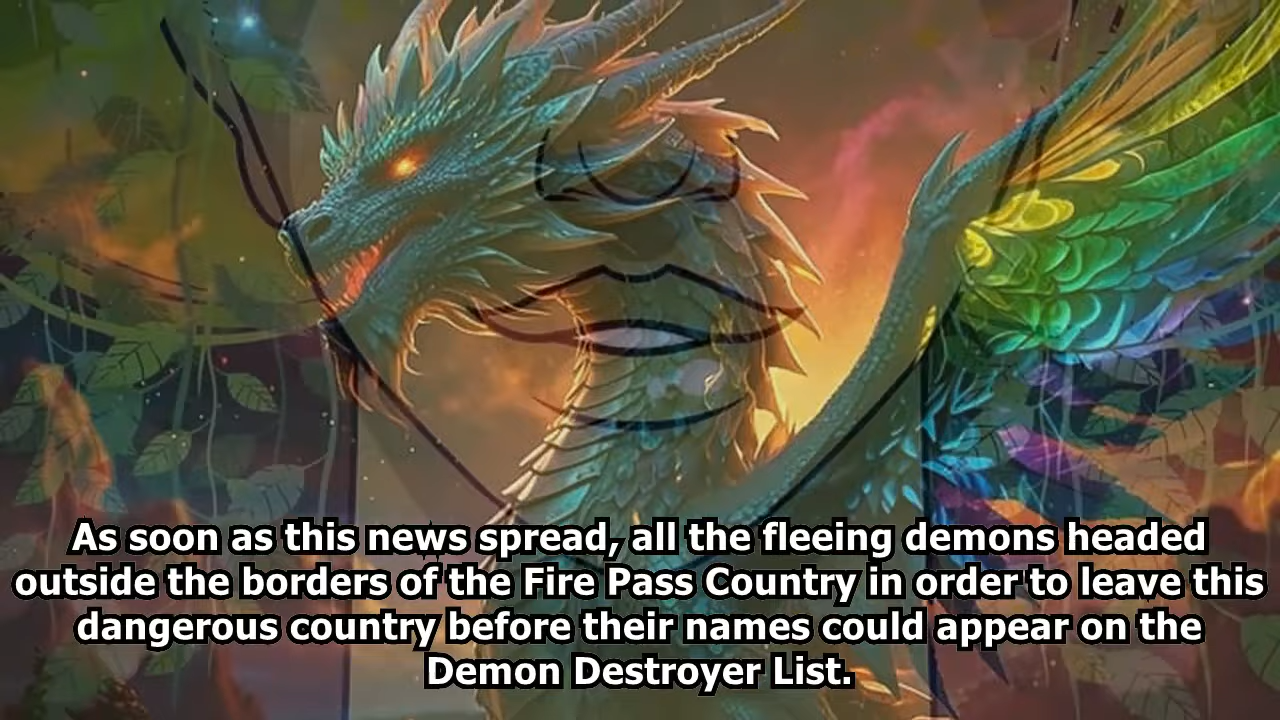 As soon as this news spread, all the fleeing demons headed
outside the borders of the Fire Pass Country in order to leave this
dangerous country before their names could appear on the
Demon Destroyer List.